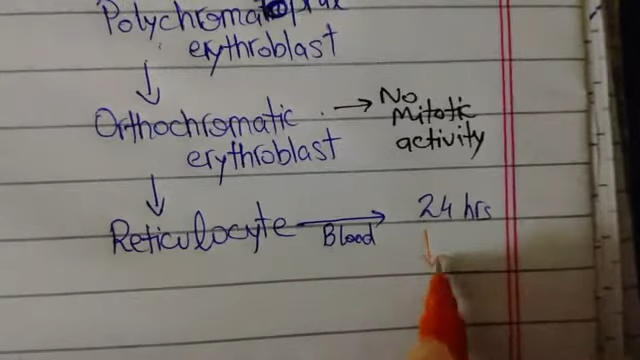 erythroblast
Orthochromatic → No
Mitotic
erythroblast activity
Reticulocyte → 24 hrs
Blood